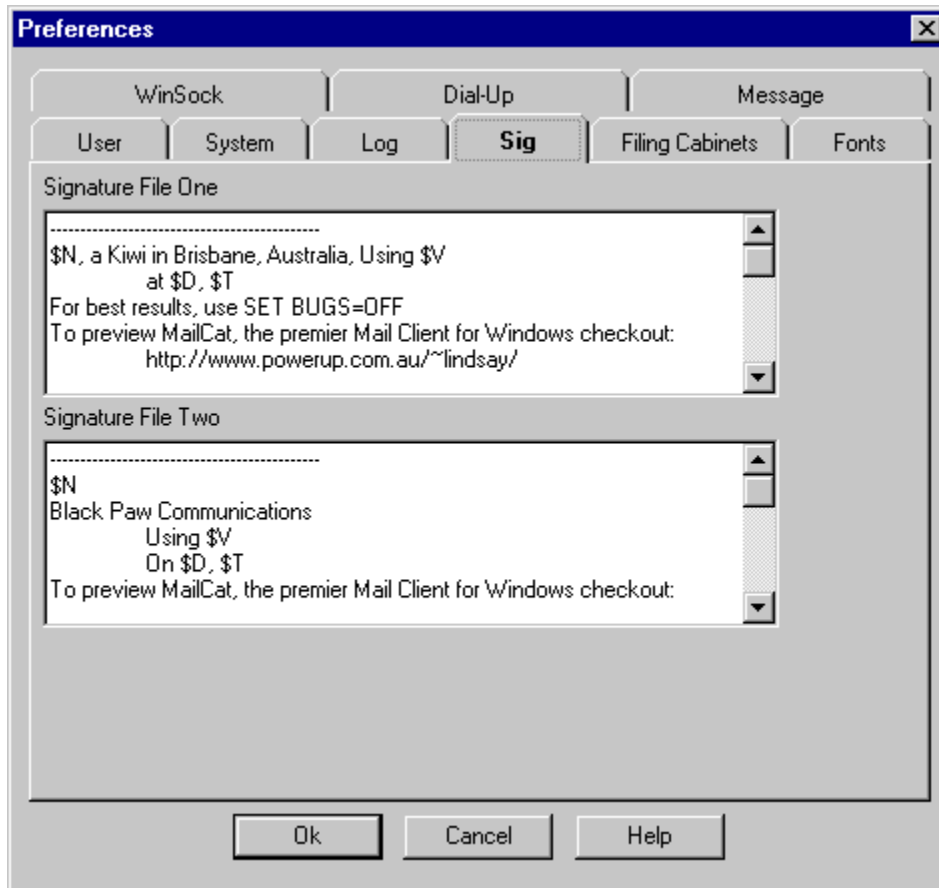 Preferences
WinSock Dial-Up Message
User System Log Sig Filing Cabinets Fonts
Signature File One
---------------------------------------------
$N, a Kiwi in Brisbane, Australia, Using $V
at $D, $T
For best results, use SET BUGS=OFF
To preview MailCat, the premier Mail Client for Windows checkout:
http://www.powerup.com.au/~lindsay/
Signature File Two
---------------------------------------------
$N
Black Paw Communications
Using $V
On $D, $T
To preview MailCat, the premier Mail Client for Windows checkout:
Ok Cancel Help